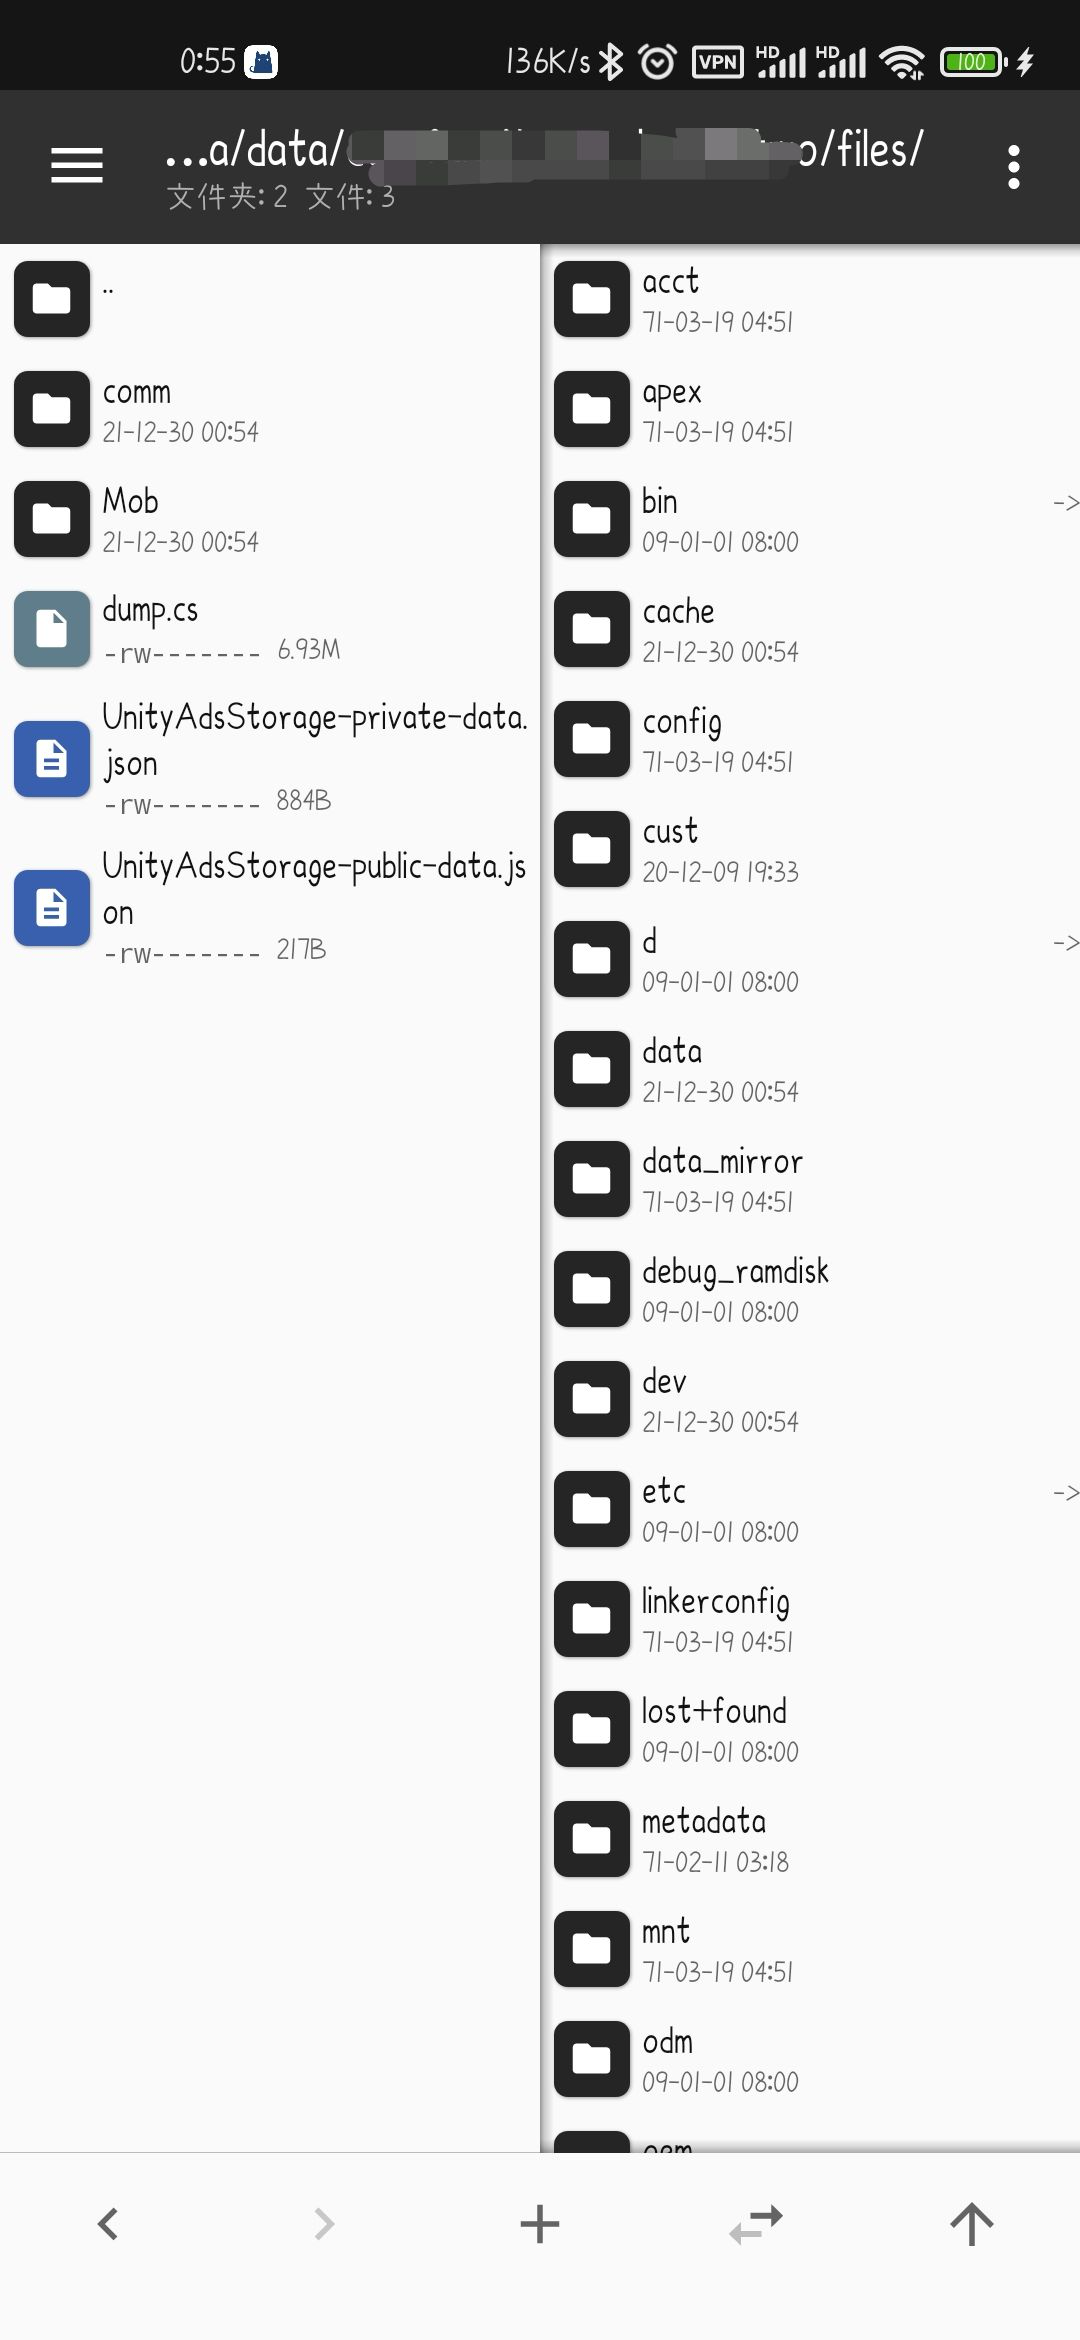 0:55 136K/s VPN HD HD 100
...a/data/ o/files/
文件夹: 2 文件: 3
..
comm
21-12-30 00:54
Mob
21-12-30 00:54
dump.cs
-rw------- 6.93M
UnityAdsStorage-private-data.
json
-rw------- 884B
UnityAdsStorage-public-data.js
on
-rw------- 217B
acct
71-03-19 04:51
apex
71-03-19 04:51
bin ->
09-01-01 08:00
cache
21-12-30 00:54
config
71-03-19 04:51
cust
20-12-09 19:33
d ->
09-01-01 08:00
data
21-12-30 00:54
data_mirror
71-03-19 04:51
debug_ramdisk
09-01-01 08:00
dev
21-12-30 00:54
etc ->
09-01-01 08:00
linkerconfig
71-03-19 04:51
lost+found
09-01-01 08:00
metadata
71-02-11 03:18
mnt
71-03-19 04:51
odm
09-01-01 08:00
oem